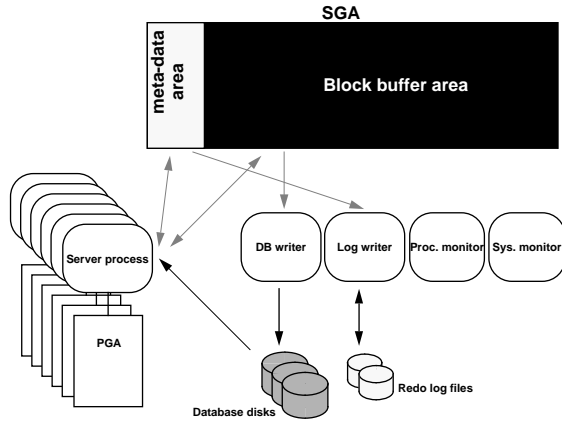 SGA
meta-data
area
Block buffer area
Server process
DB writer
Log writer
Proc. monitor
Sys. monitor
PGA
Database disks
Redo log files